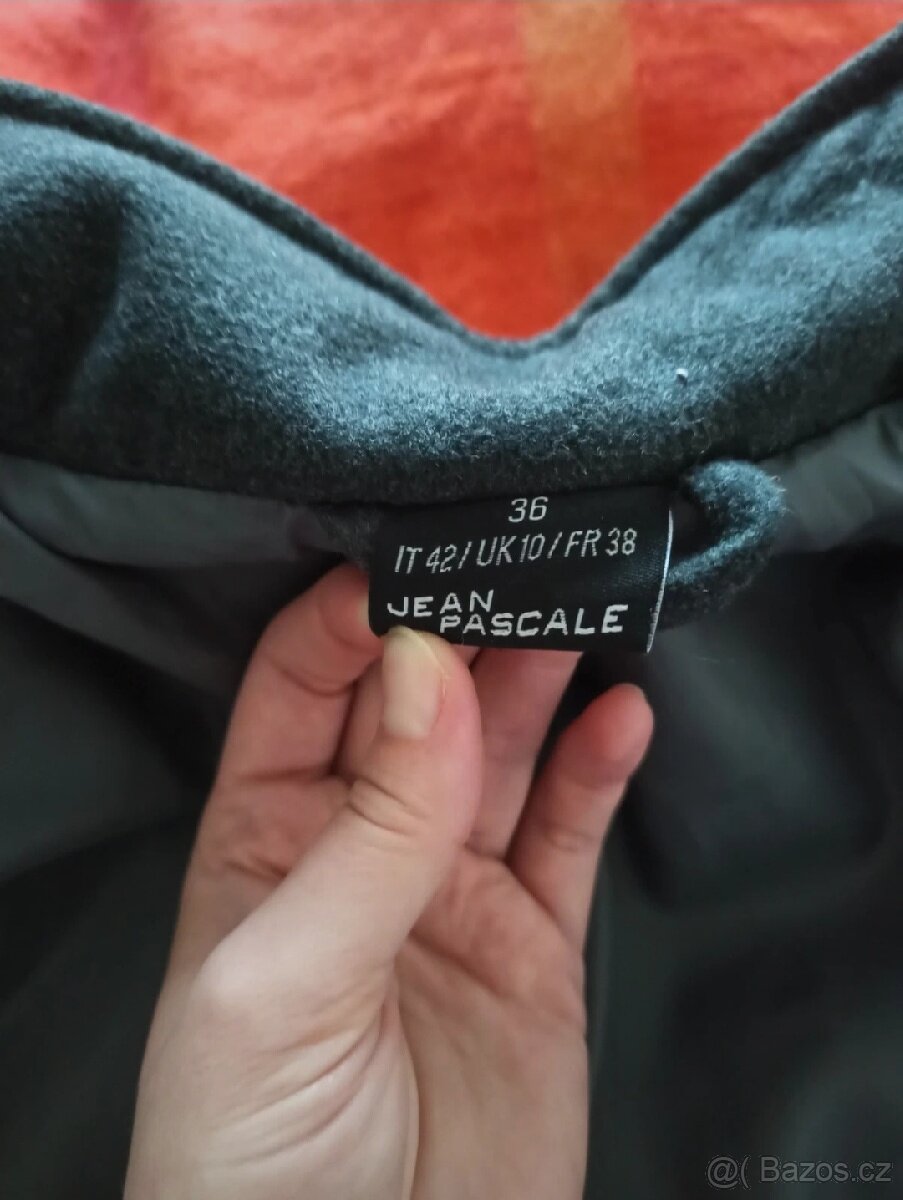 36
IT 42/UK 10/FR 38
JEAN
PASCALE
@( Bazos.cz